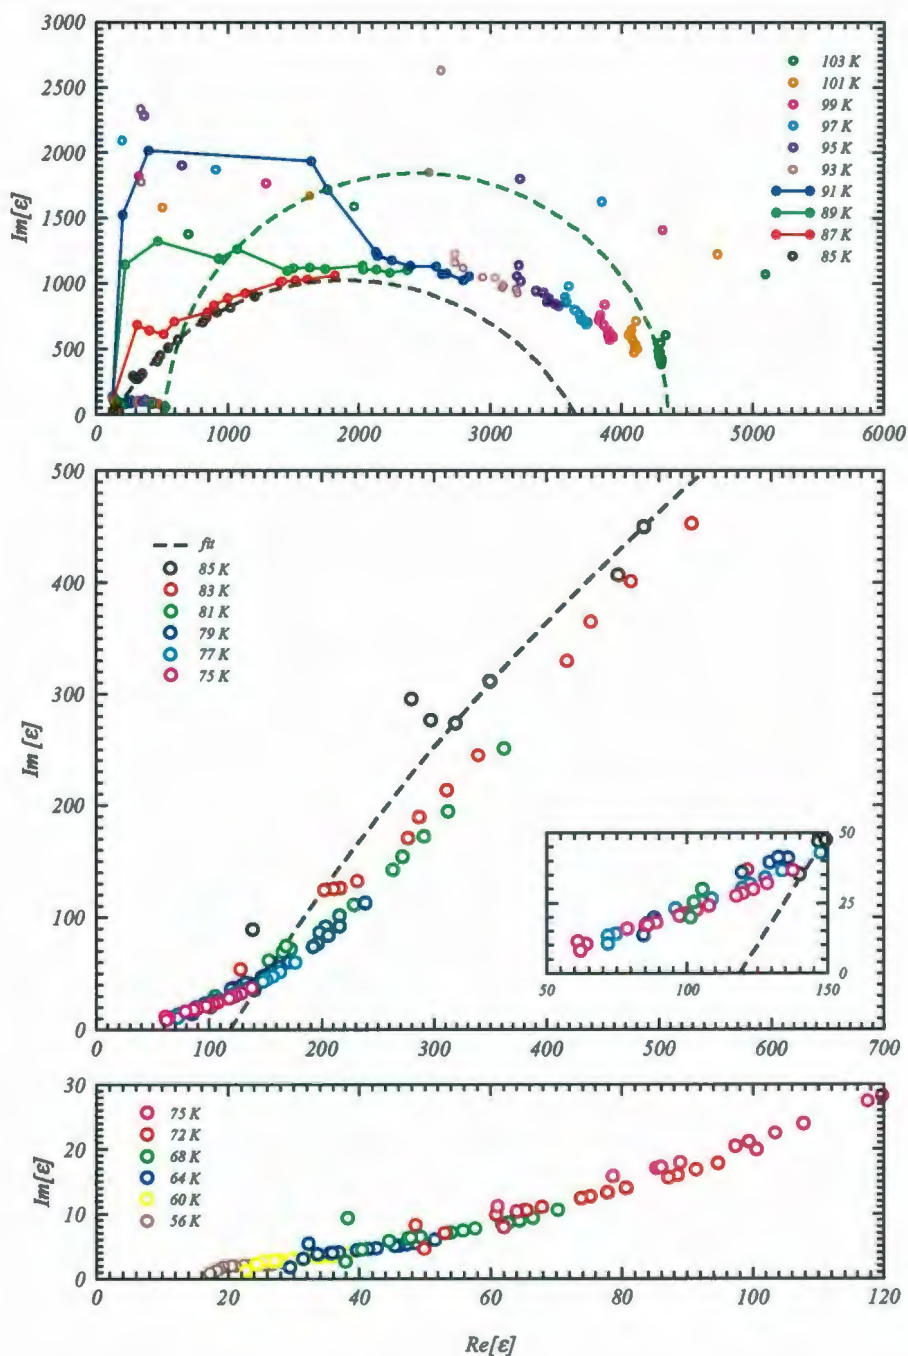 3000
2500
2000
1500
1000
500
0
Im[ε]
103 K
101 K
99 K
97 K
95 K
93 K
91 K
89 K
87 K
85 K
0 1000 2000 3000 4000 5000 6000
500
400
300
200
100
0
Im [ε]
fit
85 K
83 K
81 K
79 K
77 K
75 K
50
25
0
50 100 150
0 100 200 300 400 500 600 700
30
20
10
0
Im[ε]
75 K
72 K
68 K
64 K
60 K
56 K
0 20 40 60 80 100 120
Re[ε]